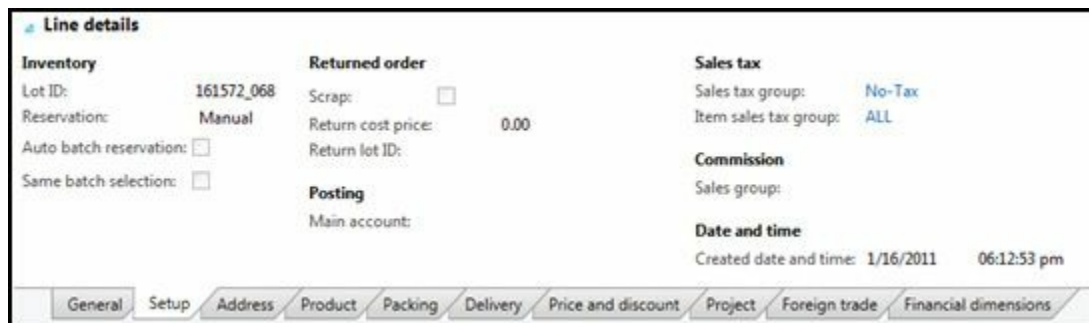 Line details
Inventory
Lot ID: 161572_068
Reservation: Manual
Auto batch reservation:
Same batch selection:
Returned order
Scrap:
Return cost price: 0.00
Return lot ID:
Posting
Main account:
Sales tax
Sales tax group: No-Tax
Item sales tax group: ALL
Commission
Sales group:
Date and time
Created date and time: 1/16/2011 06:12:53 pm
General Setup Address Product Packing Delivery Price and discount Project Foreign trade Financial dimensions